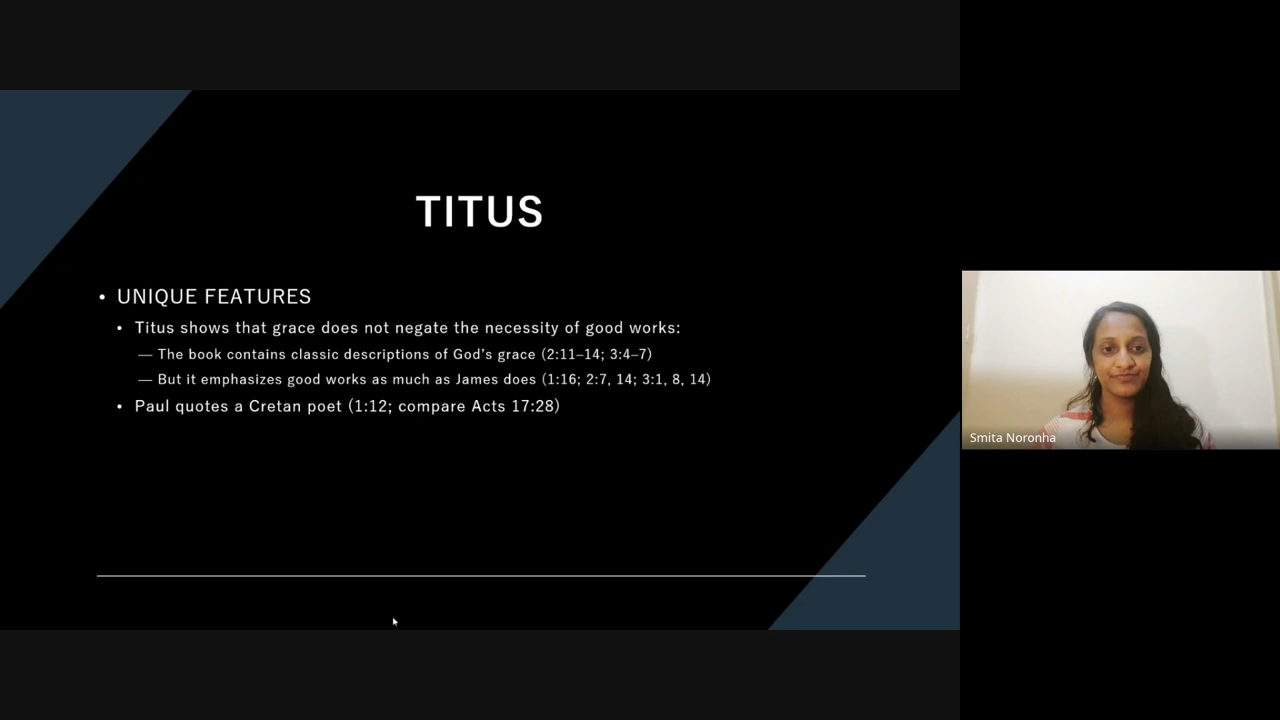 TITUS
• UNIQUE FEATURES
• Titus shows that grace does not negate the necessity of good works:
— The book contains classic descriptions of God's grace (2:11–14; 3:4–7)
— But it emphasizes good works as much as James does (1:16; 2:7, 14; 3:1, 8, 14)
• Paul quotes a Cretan poet (1:12; compare Acts 17:28)
Smita Noronha